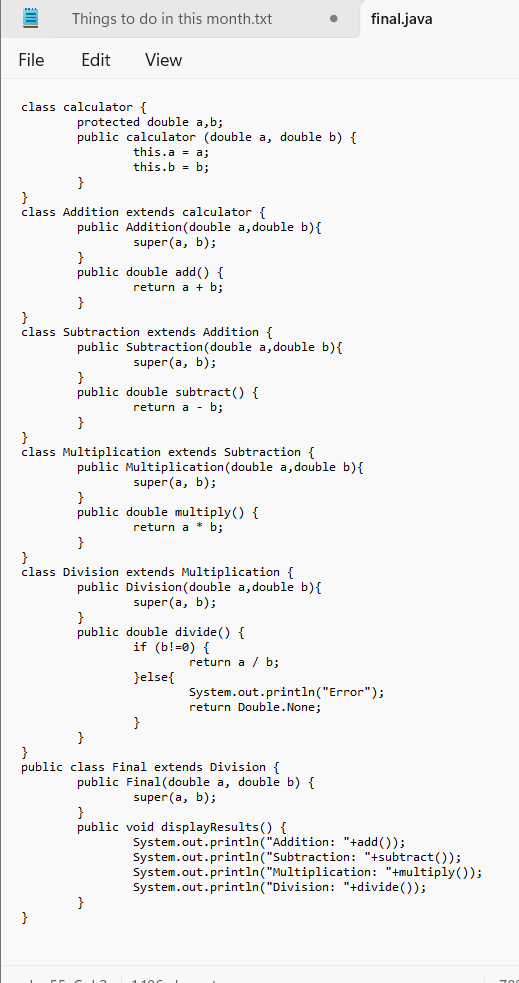 Things to do in this month.txt
final.java
File Edit View
class calculator {
        protected double a,b;
        public calculator (double a, double b) {
                this.a = a;
                this.b = b;
        }
}
class Addition extends calculator {
        public Addition(double a,double b){
                super(a, b);
        }
        public double add() {
                return a + b;
        }
}
class Subtraction extends Addition {
        public Subtraction(double a,double b){
                super(a, b);
        }
        public double subtract() {
                return a - b;
        }
}
class Multiplication extends Subtraction {
        public Multiplication(double a,double b){
                super(a, b);
        }
        public double multiply() {
                return a * b;
        }
}
class Division extends Multiplication {
        public Division(double a,double b){
                super(a, b);
        }
        public double divide() {
                if (b!=0) {
                        return a / b;
                }else{
                        System.out.println("Error");
                        return Double.None;
                }
        }
}
public class Final extends Division {
        public Final(double a, double b) {
                super(a, b);
        }
        public void displayResults() {
                System.out.println("Addition: "+add());
                System.out.println("Subtraction: "+subtract());
                System.out.println("Multiplication: "+multiply());
                System.out.println("Division: "+divide());
        }
}